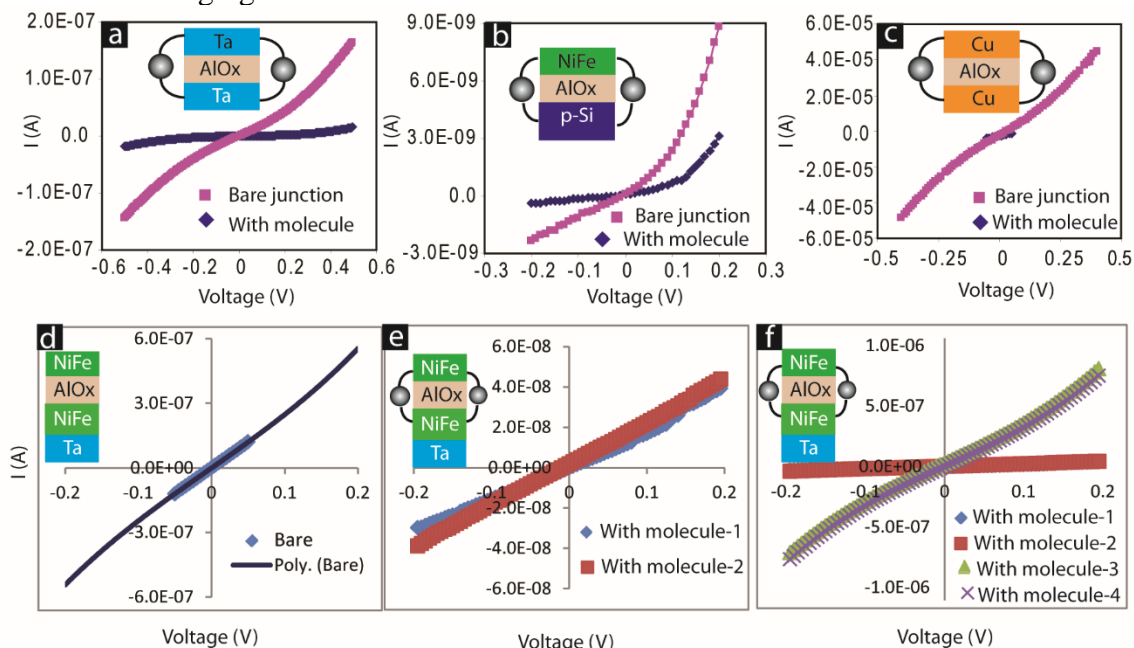 a
2.0E-07
1.0E-07
0.0
-1.0E-07
-2.0E-07
I (A)
Ta
AlOx
Ta
Bare junction
With molecule
-0.6 -0.4 -0.2 0 0.2 0.4 0.6
Voltage (V)
b
9.0E-09
6.0E-09
3.0E-09
0.0
-3.0E-09
I (A)
NiFe
AlOx
p-Si
Bare junction
With molecule
-0.3 -0.2 -0.1 0 0.1 0.2 0.3
Voltage (V)
c
6.0E-05
4.0E-05
2.0E-05
0.0
-2.0E-05
-4.0E-05
6.0E-05
I (A)
Cu
AlOx
Cu
Bare junction
With molecule
-0.5 -0.25 0 0.25 0.5
Voltage (V)
d
6.0E-07
3.0E-07
0.0E+00
-3.0E-07
-6.0E-07
I (A)
NiFe
AlOx
NiFe
Ta
-0.2 -0.1 0 0.1 0.2
Bare
Poly. (Bare)
Voltage (V)
e
6.0E-08
4.0E-08
2.0E-08
0.0E+00
-2.0E-08
-4.0E-08
-6.0E-08
NiFe
AlOx
NiFe
Ta
-0.2 -0.1 0 0.1 0.2
With molecule-1
With molecule-2
Voltage (V)
f
1.0E-06
5.0E-07
0.0E+00
-5.0E-07
-1.0E-06
NiFe
AlOx
NiFe
Ta
-0.2 -0.1 0 0.1 0.2
With molecule-1
With molecule-2
With molecule-3
With molecule-4
Voltage (V)